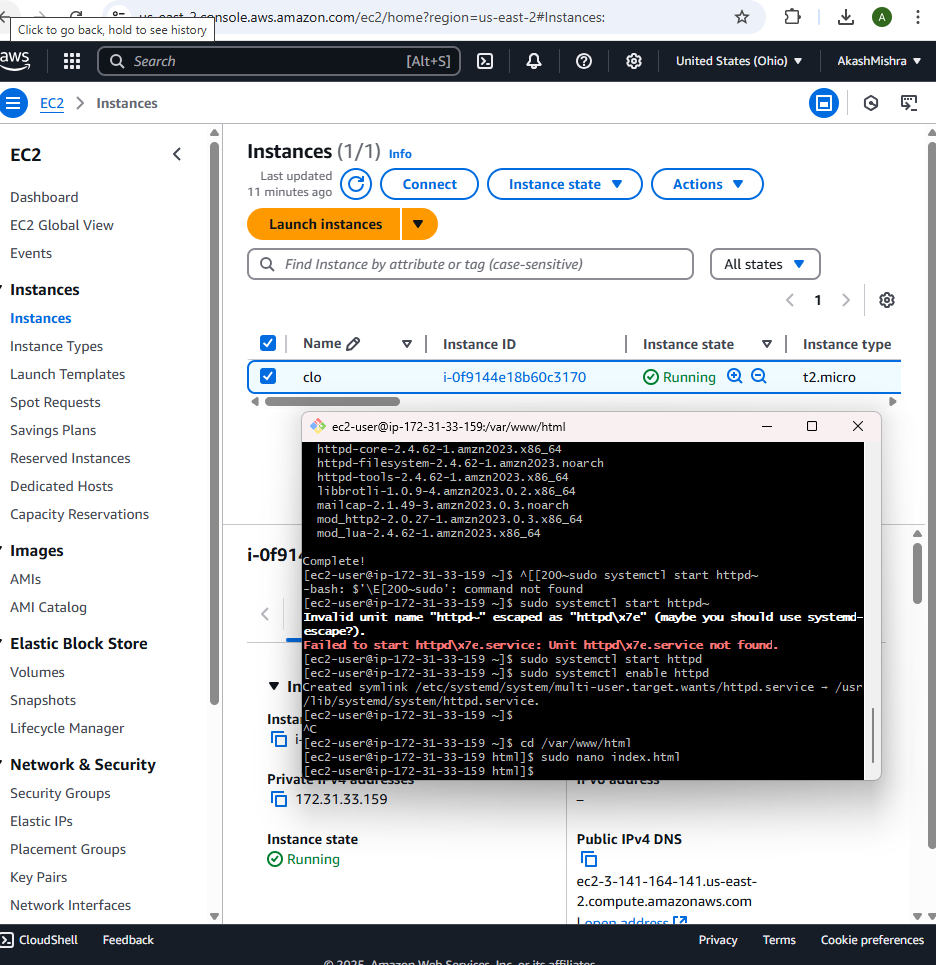 us-east-2.console.aws.amazon.com/ec2/home?region=us-east-2#Instances:
A
Click to go back, hold to see history
aws
Search [Alt+S]
United States (Ohio)
AkashMishra
EC2 Instances
EC2
Dashboard
EC2 Global View
Events
Instances
Instances
Instance Types
Launch Templates
Spot Requests
Savings Plans
Reserved Instances
Dedicated Hosts
Capacity Reservations
Images
AMIs
AMI Catalog
Elastic Block Store
Volumes
Snapshots
Lifecycle Manager
Network & Security
Security Groups
Elastic IPs
Placement Groups
Key Pairs
Network Interfaces
Instances (1/1) Info
Last updated
11 minutes ago
Connect
Instance state
Actions
Launch instances
Find Instance by attribute or tag (case-sensitive)
All states
1
Name Instance ID Instance state Instance type
clo i-0f9144e18b60c3170 Running t2.micro
ec2-user@ip-172-31-33-159:/var/www/html
httpd-core-2.4.62-1.amzn2023.x86_64
httpd-filesystem-2.4.62-1.amzn2023.noarch
httpd-tools-2.4.62-1.amzn2023.x86_64
libbrotli-1.0.9-4.amzn2023.0.2.x86_64
mailcap-2.1.49-3.amzn2023.0.3.noarch
mod_http2-2.0.27-1.amzn2023.0.3.x86_64
mod_lua-2.4.62-1.amzn2023.x86_64
Complete!
[ec2-user@ip-172-31-33-159 ~]$ ^[[200~sudo systemctl start httpd~
-bash: $'\E[200~sudo': command not found
[ec2-user@ip-172-31-33-159 ~]$ sudo systemctl start httpd~
Invalid unit name "httpd~" escaped as "httpd\x7e" (maybe you should use systemd-
escape?).
Failed to start httpd\x7e.service: Unit httpd\x7e.service not found.
[ec2-user@ip-172-31-33-159 ~]$ sudo systemctl start httpd
[ec2-user@ip-172-31-33-159 ~]$ sudo systemctl enable httpd
Created symlink /etc/systemd/system/multi-user.target.wants/httpd.service → /usr
/lib/systemd/system/httpd.service.
[ec2-user@ip-172-31-33-159 ~]$
^C
[ec2-user@ip-172-31-33-159 ~]$ cd /var/www/html
[ec2-user@ip-172-31-33-159 html]$ sudo nano index.html
[ec2-user@ip-172-31-33-159 html]$
i-0f914
In
Insta
i-
Private IPv4 addresses
172.31.33.159
Instance state
Running
IPv6 address
–
Public IPv4 DNS
ec2-3-141-164-141.us-east-
2.compute.amazonaws.com
open address
CloudShell
Feedback
Privacy
Terms
Cookie preferences
© 2025, Amazon Web Services, Inc. or its affiliates.